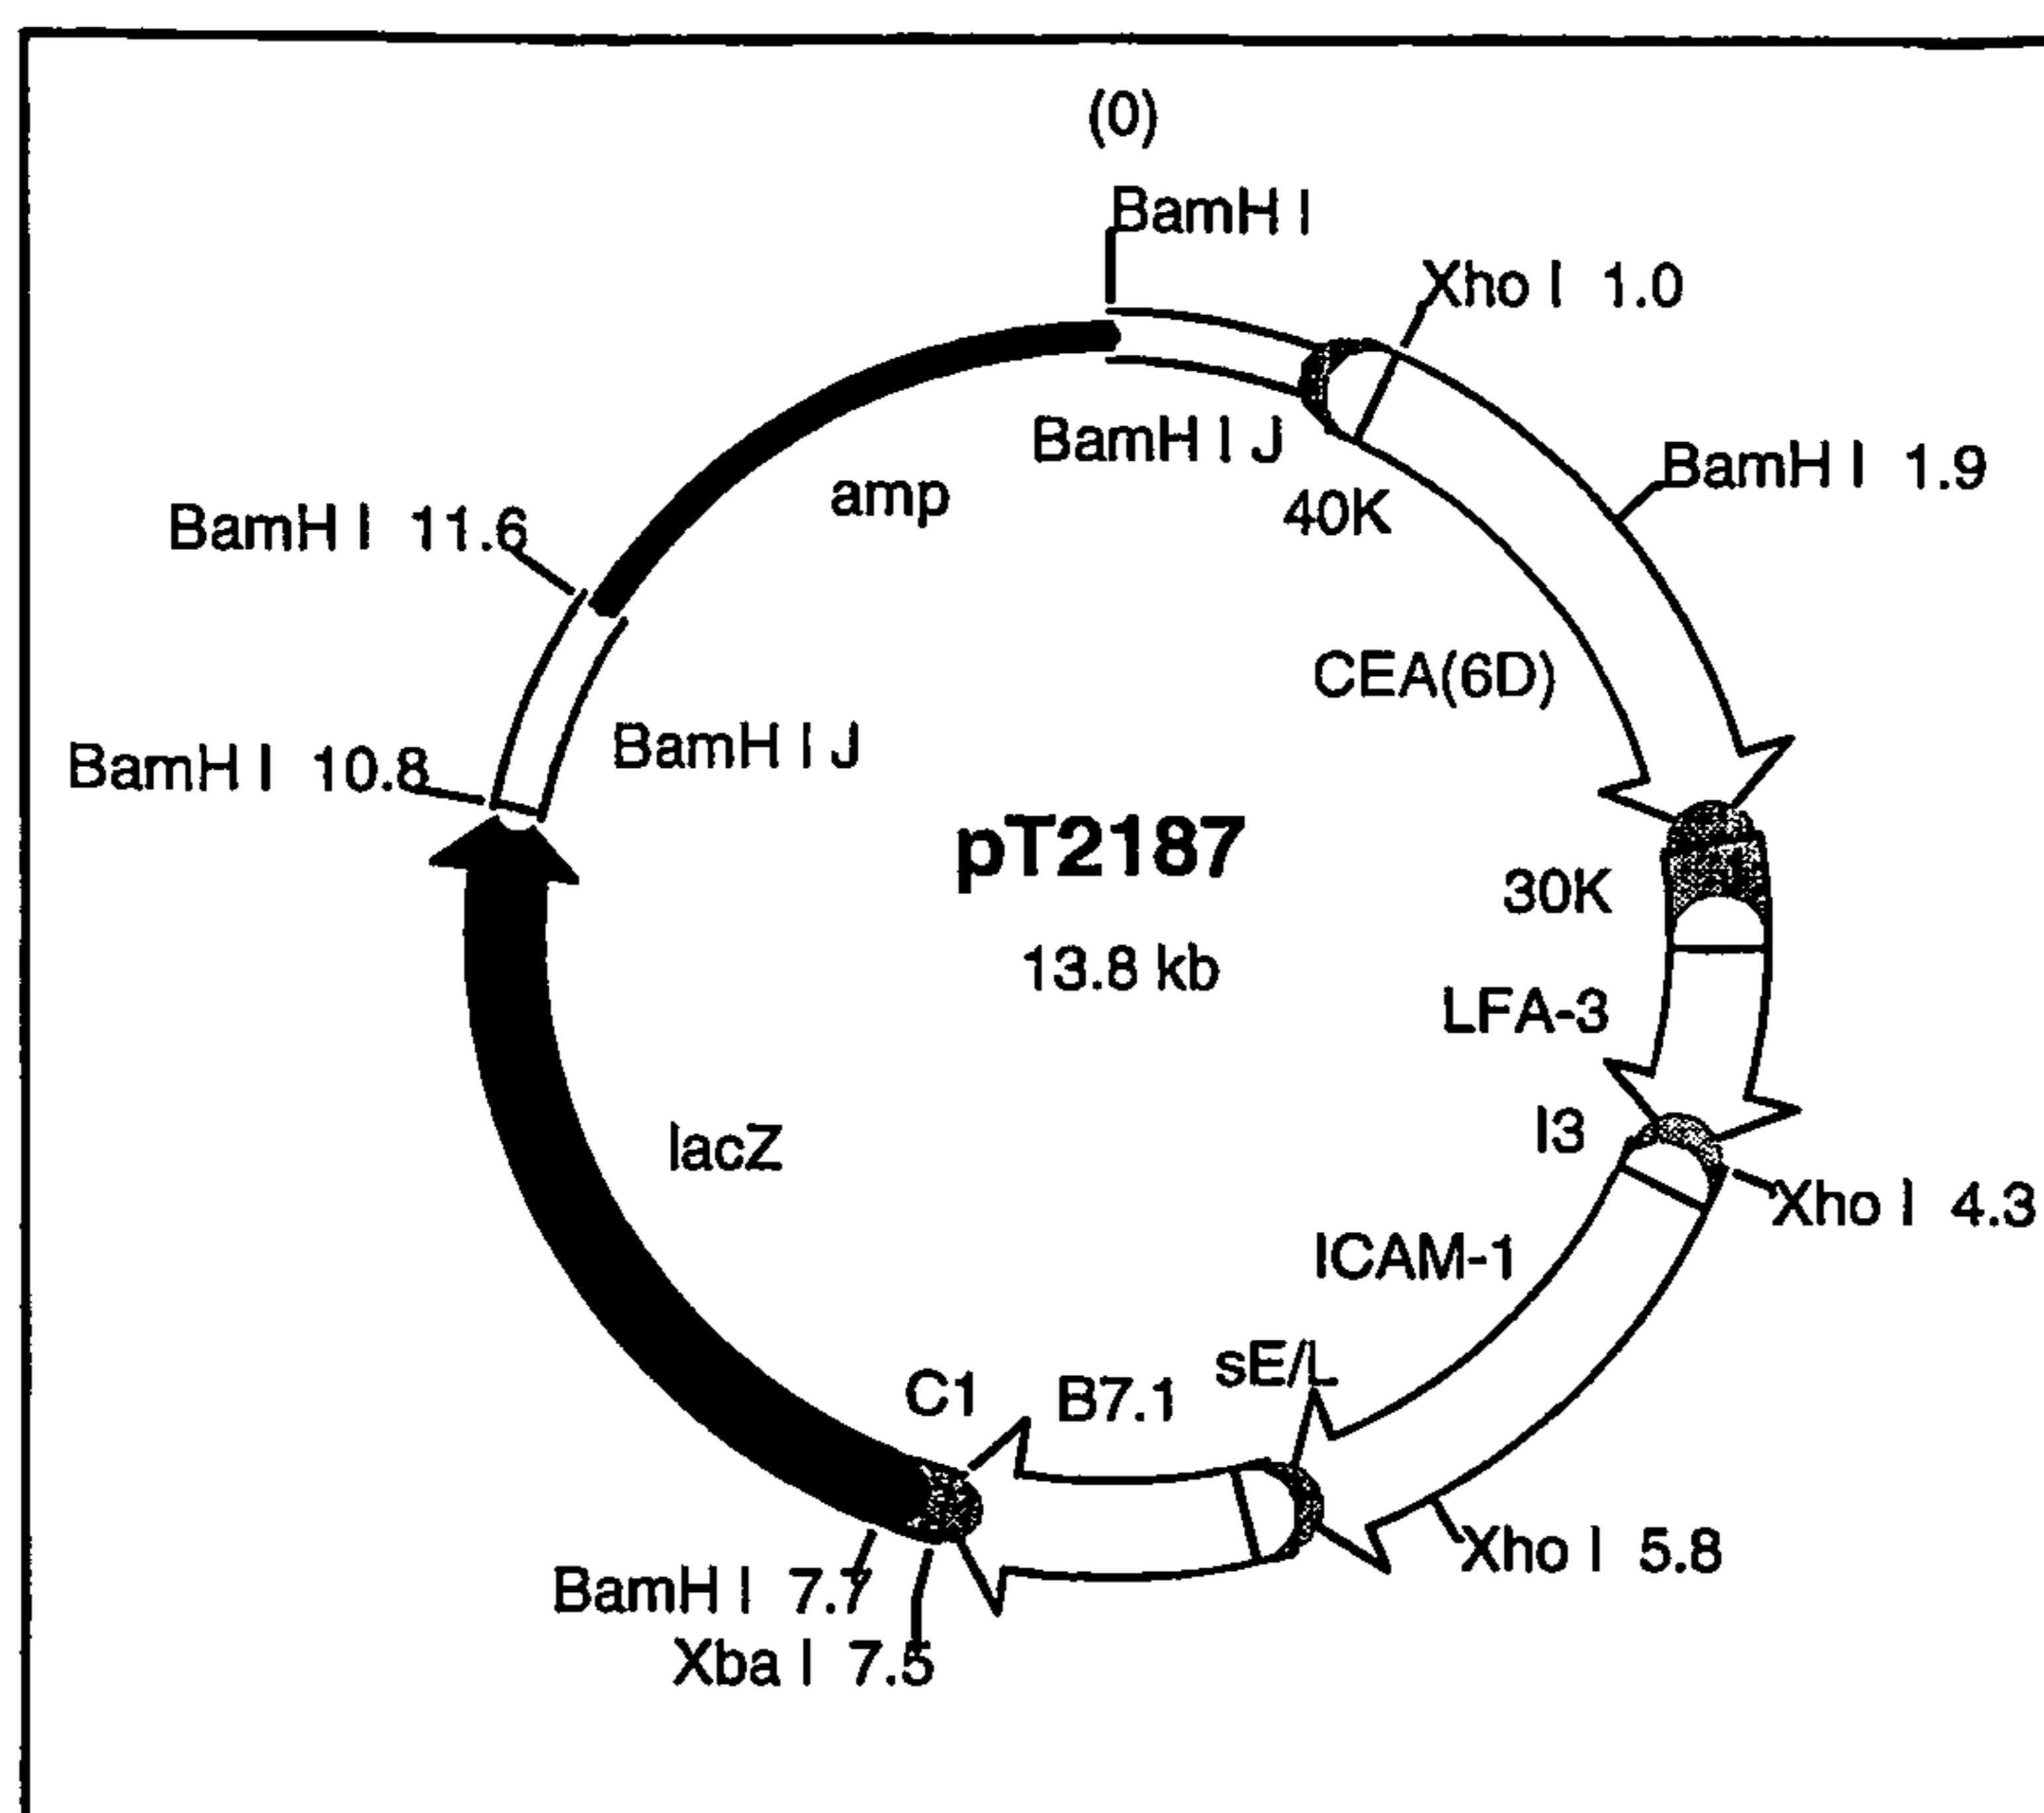 (0)
BamH I
Xho I 1.0
BamH I J
40K
BamH I 1.9
amp
BamH I 11.6
CEA(6D)
BamH I J
BamH I 10.8
pT2187
13.8 kb
30K
LFA-3
I3
lacZ
Xho I 4.3
ICAM-1
sE/L
B7.1
C1
Xho I 5.8
BamH I 7.7
Xba I 7.5